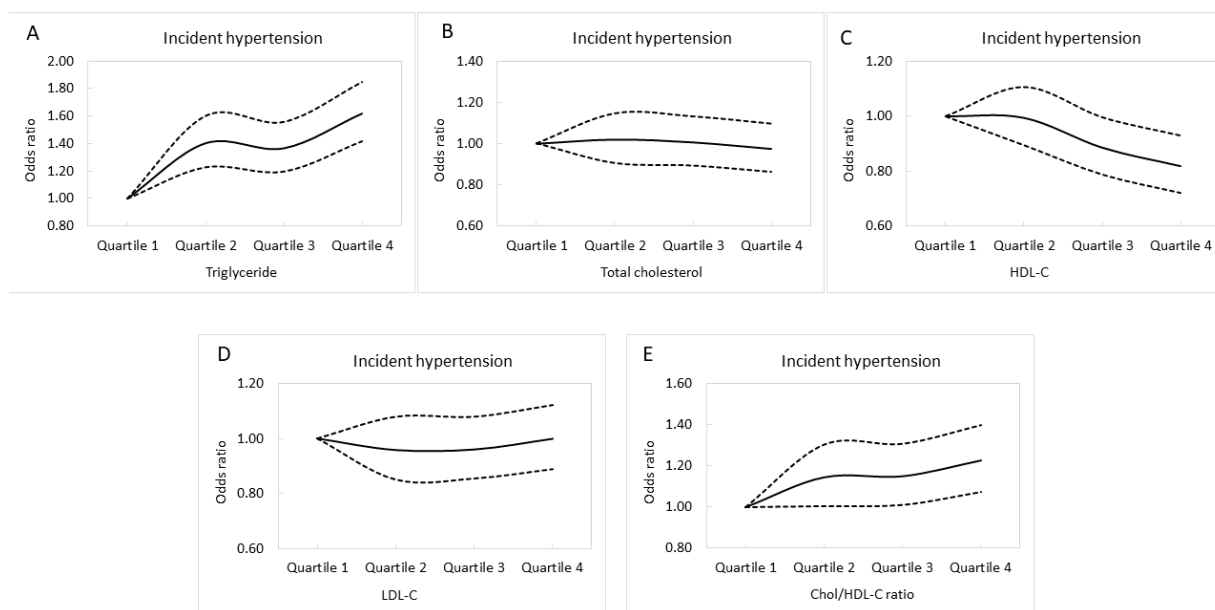 A
Incident hypertension
Odds ratio
2.00
1.80
1.60
1.40
1.20
1.00
0.80
Quartile 1 Quartile 2 Quartile 3 Quartile 4
Triglyceride
B
Incident hypertension
Odds ratio
1.40
1.20
1.00
0.80
0.60
Quartile 1 Quartile 2 Quartile 3 Quartile 4
Total cholesterol
C
Incident hypertension
Odds ratio
1.20
1.00
0.80
0.60
Quartile 1 Quartile 2 Quartile 3 Quartile 4
HDL-C
D
Incident hypertension
Odds ratio
1.20
1.00
0.80
0.60
Quartile 1 Quartile 2 Quartile 3 Quartile 4
LDL-C
E
Incident hypertension
Odds ratio
1.60
1.40
1.20
1.00
0.80
Quartile 1 Quartile 2 Quartile 3 Quartile 4
Chol/HDL-C ratio